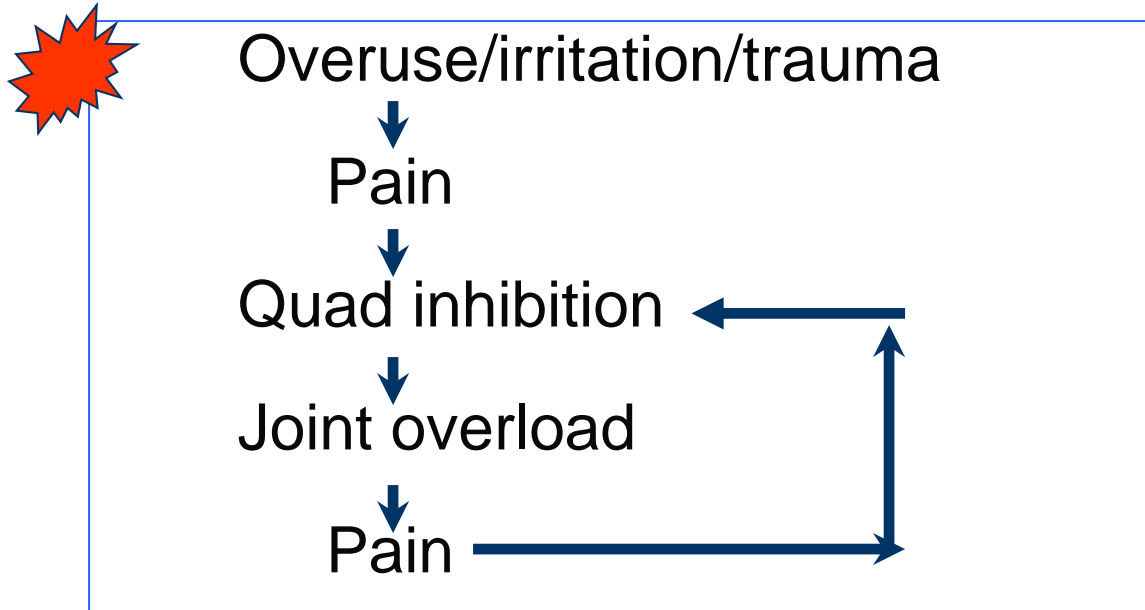 Overuse/irritation/trauma
Pain
Quad inhibition
Joint overload
Pain